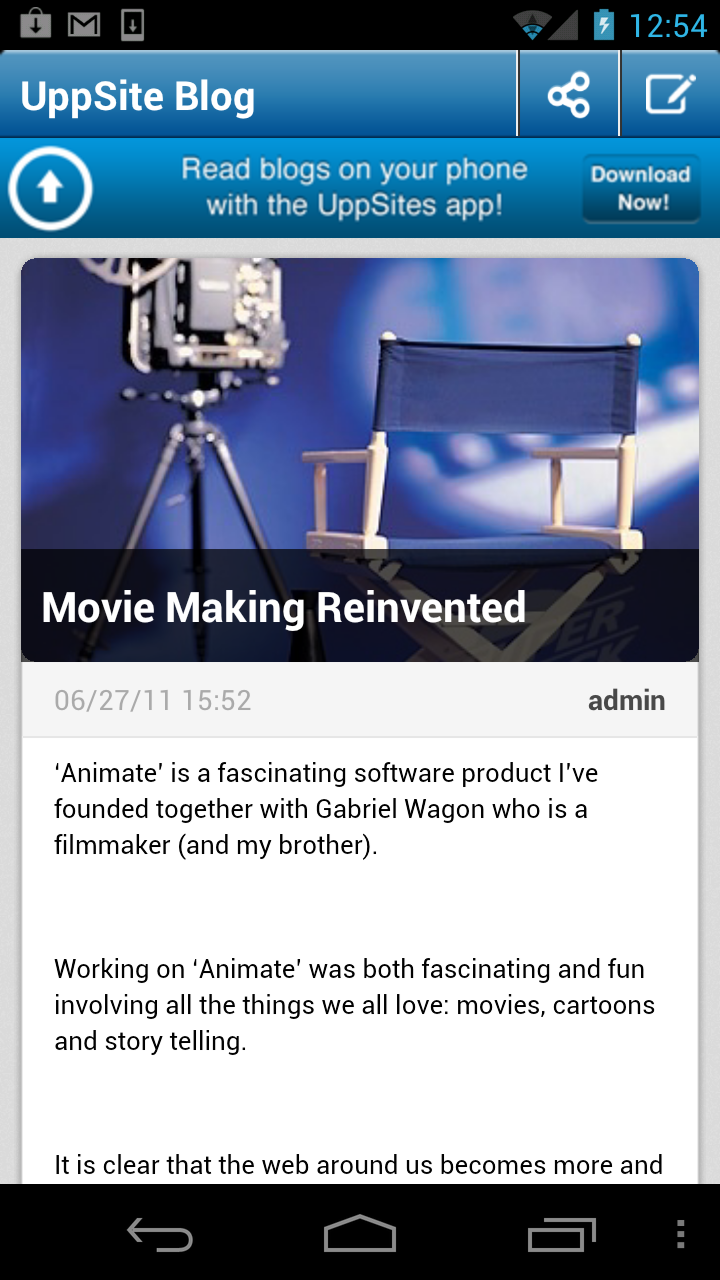 12:54
UppSite Blog
Read blogs on your phone
with the UppSites app!
Download
Now!
Movie Making Reinvented
06/27/11 15:52
admin
‘Animate’ is a fascinating software product I’ve
founded together with Gabriel Wagon who is a
filmmaker (and my brother).
Working on ‘Animate’ was both fascinating and fun
involving all the things we all love: movies, cartoons
and story telling.
It is clear that the web around us becomes more and